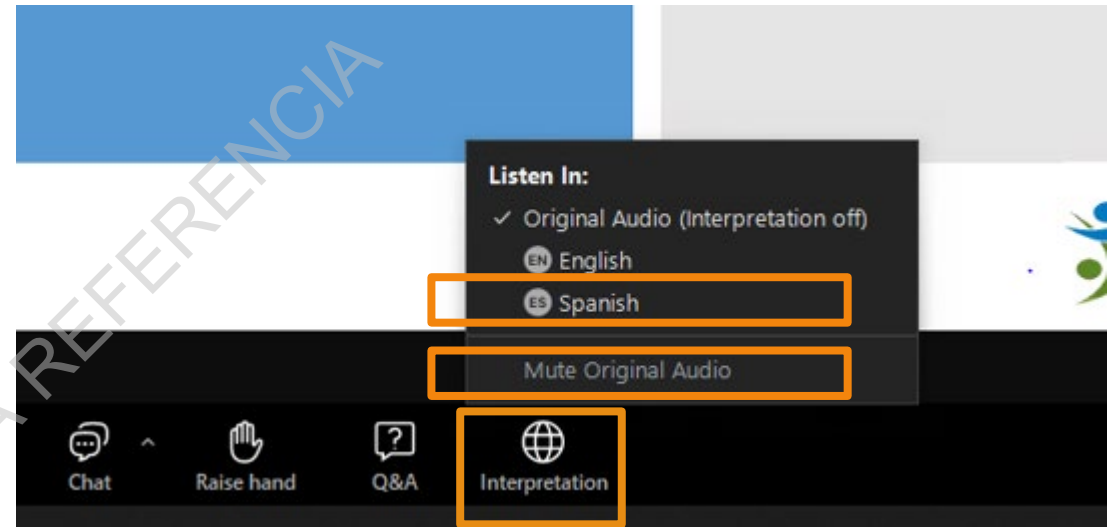 Listen In:
Original Audio (Interpretation off)
EN English
ES Spanish
Mute Original Audio
Chat
Raise hand
Q&A
Interpretation
REFERENCIA